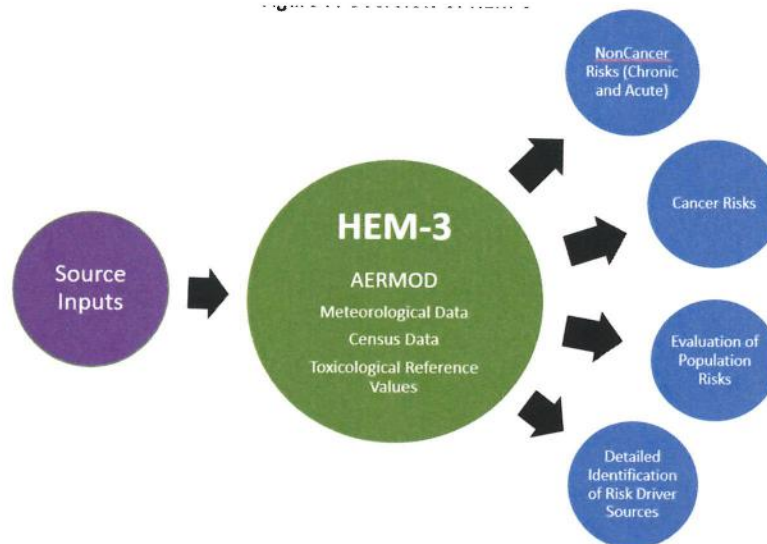 Source
Inputs
HEM-3
AERMOD
Meteorological Data
Census Data
Toxicological Reference
Values
NonCancer
Risks (Chronic
and Acute)
Cancer Risks
Evaluation of
Population
Risks
Detailed
Identification
of Risk Driver
Sources